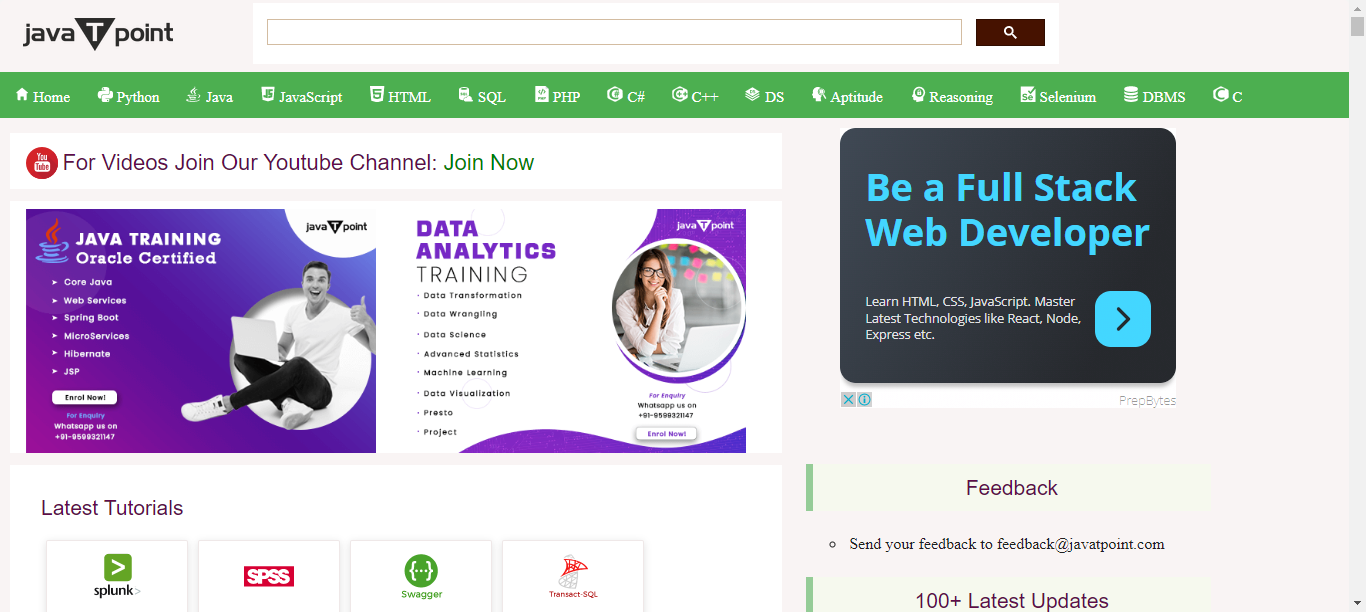 javaTpoint
Home Python Java JavaScript HTML SQL PHP C# C++ DS Aptitude Reasoning Selenium DBMS C
You Tube
For Videos Join Our Youtube Channel: Join Now
javaTpoint
JAVA TRAINING
Oracle Certified
➤ Core Java
➤ Web Services
➤ Spring Boot
➤ MicroServices
➤ Hibernate
➤ JSP
Enrol Now!
For Enquiry
Whatsapp us on
+91-9599321147
javaTpoint
DATA
ANALYTICS
TRAINING
· Data Transformation
· Data Wrangling
· Data Science
· Advanced Statistics
· Machine Learning
· Data Visualization
· Presto
· Project
For Enquiry
Whatsapp us on
+91-9599321147
Enrol Now!
Be a Full Stack
Web Developer
Learn HTML, CSS, JavaScript. Master
Latest Technologies like React, Node,
Express etc.
PrepBytes
Latest Tutorials
splunk>
SPSS
Swagger
Transact-SQL
Feedback
Send your feedback to feedback@javatpoint.com
100+ Latest Updates